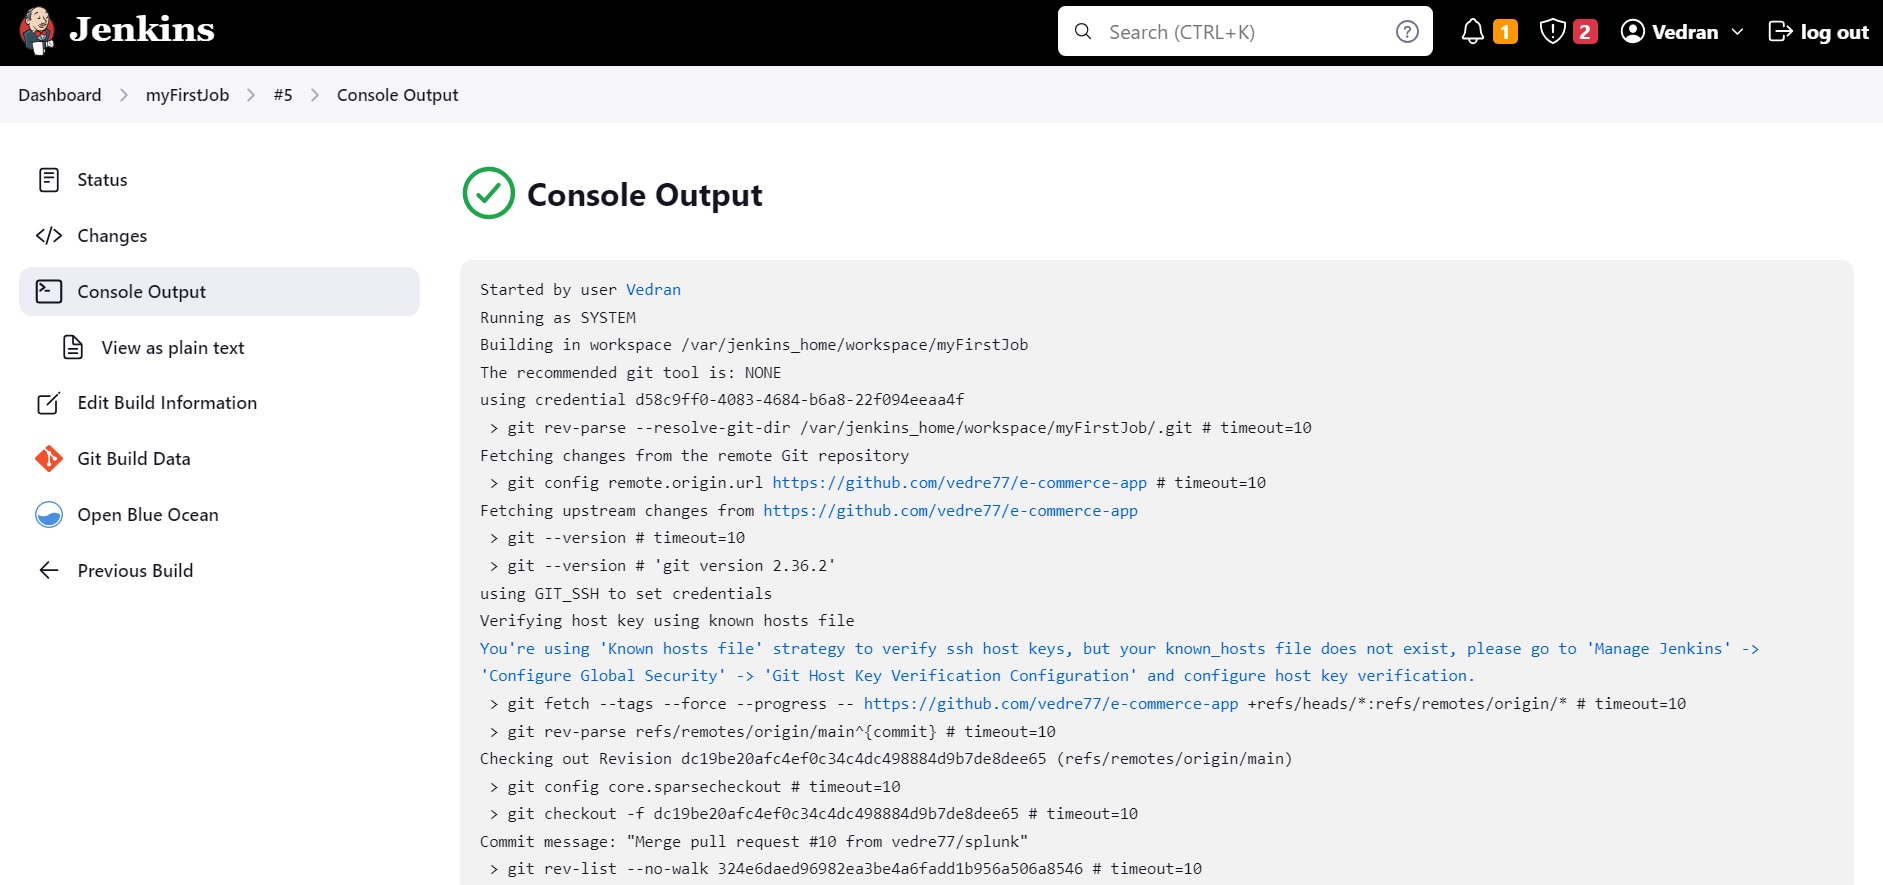 Jenkins
Search (CTRL+K)
1
2
Vedran
log out
Dashboard
myFirstJob
#5
Console Output
Status
Changes
Console Output
View as plain text
Edit Build Information
Git Build Data
Open Blue Ocean
Previous Build
Console Output
Started by user Vedran
Running as SYSTEM
Building in workspace /var/jenkins_home/workspace/myFirstJob
The recommended git tool is: NONE
using credential d58c9ff0-4083-4684-b6a8-22f094eeaa4f
> git rev-parse --resolve-git-dir /var/jenkins_home/workspace/myFirstJob/.git # timeout=10
Fetching changes from the remote Git repository
> git config remote.origin.url https://github.com/vedre77/e-commerce-app # timeout=10
Fetching upstream changes from https://github.com/vedre77/e-commerce-app
> git --version # timeout=10
> git --version # 'git version 2.36.2'
using GIT_SSH to set credentials
Verifying host key using known hosts file
You're using 'Known hosts file' strategy to verify ssh host keys, but your known_hosts file does not exist, please go to 'Manage Jenkins' ->
'Configure Global Security' -> 'Git Host Key Verification Configuration' and configure host key verification.
> git fetch --tags --force --progress -- https://github.com/vedre77/e-commerce-app +refs/heads/*:refs/remotes/origin/* # timeout=10
> git rev-parse refs/remotes/origin/main^{commit} # timeout=10
Checking out Revision dc19be20afc4ef0c34c4dc498884d9b7de8dee65 (refs/remotes/origin/main)
> git config core.sparsecheckout # timeout=10
> git checkout -f dc19be20afc4ef0c34c4dc498884d9b7de8dee65 # timeout=10
Commit message: "Merge pull request #10 from vedre77/splunk"
> git rev-list --no-walk 324e6daed96982ea3be4a6fadd1b956a506a8546 # timeout=10